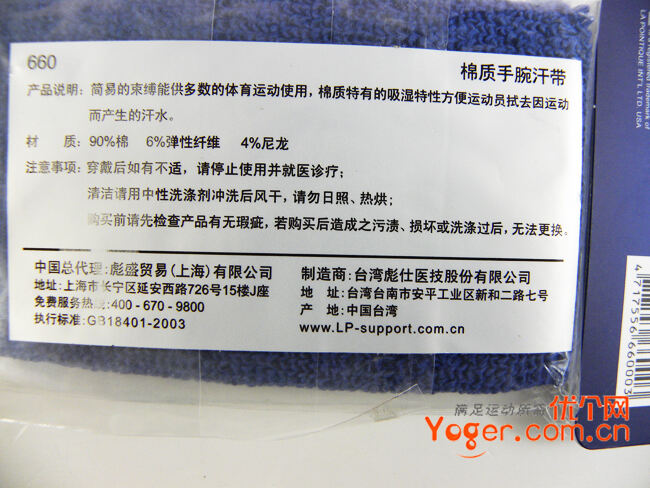 660
棉质手腕汗带
产品说明：简易的束缚能供多数的体育运动使用，棉质特有的吸湿特性方便运动员拭去因运动
而产生的汗水。
材 质：90%棉 6%弹性纤维 4%尼龙
注意事项：穿戴后如有不适，请停止使用并就医诊疗；
清洁请用中性洗涤剂冲洗后风干，请勿日照、热烘；
购买前请先检查产品有无瑕疵，若购买后造成之污渍、损坏或洗涤过后，无法更换。
中国总代理：彪盛贸易(上海)有限公司
地址：上海市长宁区延安西路726号15楼J座
免费服务热线：400-670-9800
执行标准：GB18401-2003
制造商：台湾彪仕医技股份有限公司
地 址：台湾台南市安平工业区新和二路七号
产 地：中国台湾
www.LP-support.com.cn
LA POINTIQUE INT'L LTD. USA
4717556660003
满足运动所需
优个网
Yoger.com.cn